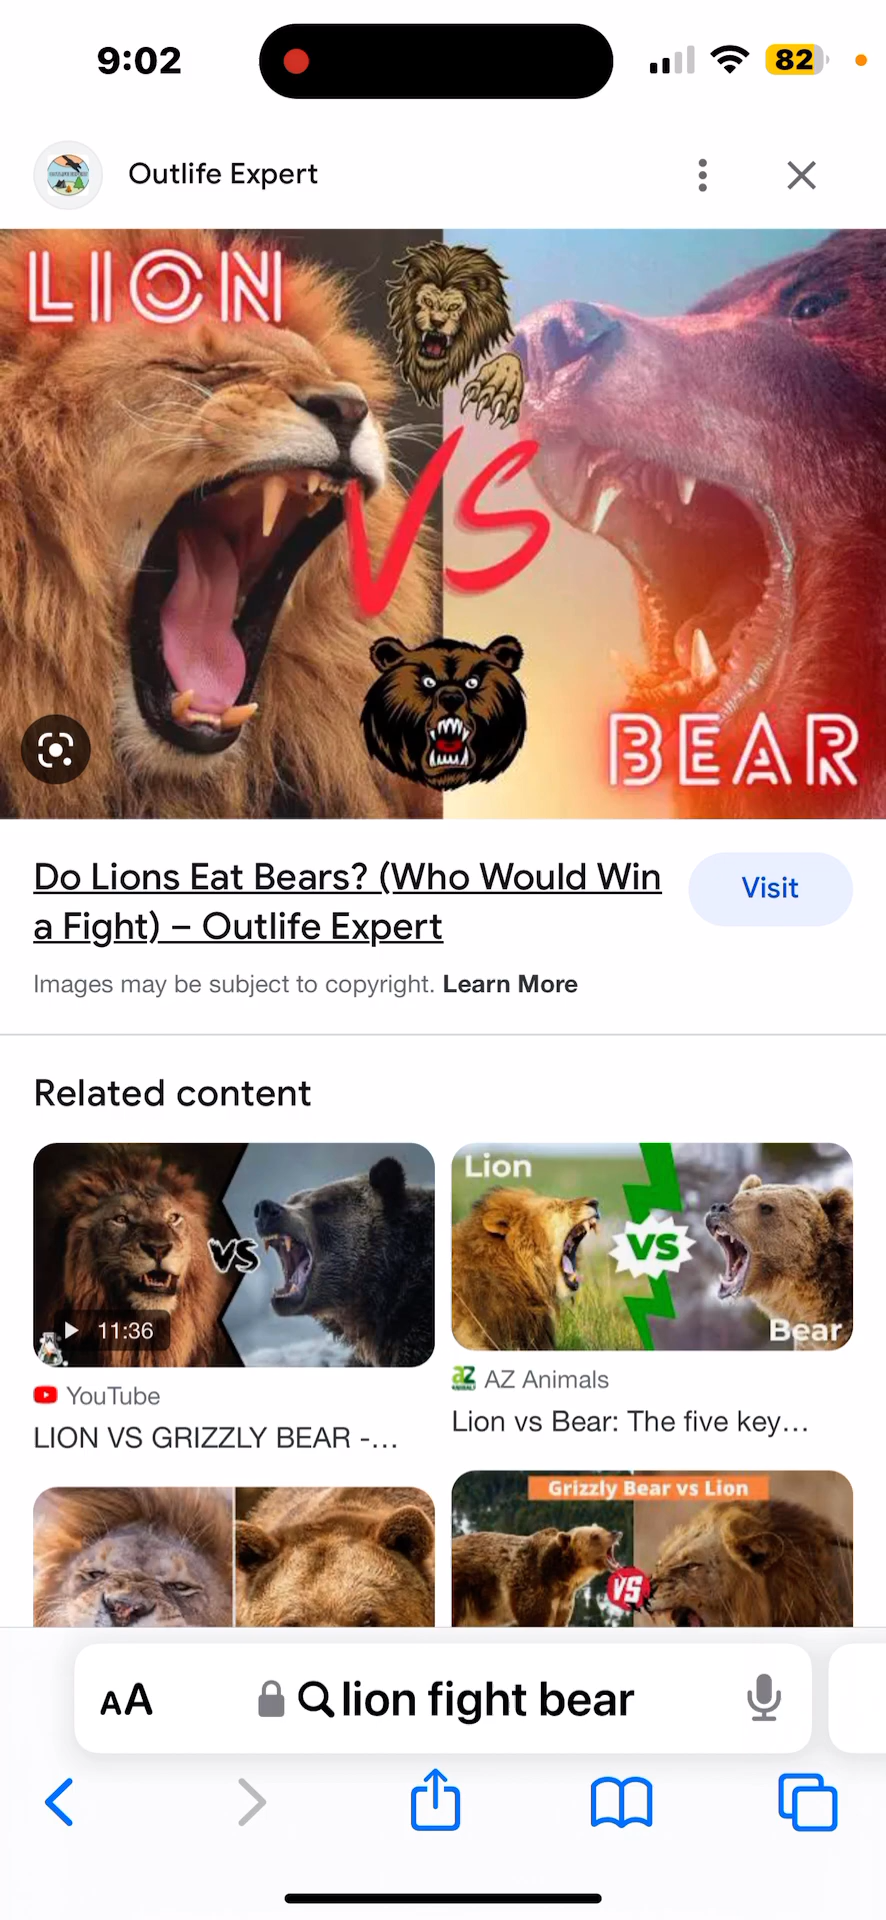 9:02
82
Outlife Expert
LION
VS
BEAR
Do Lions Eat Bears? (Who Would Win
a Fight) – Outlife Expert
Visit
Images may be subject to copyright. Learn More
Related content
VS
11:36
YouTube
LION VS GRIZZLY BEAR -...
Lion
VS
Bear
AZ Animals
Lion vs Bear: The five key...
Grizzly Bear vs Lion
VS
AA
lion fight bear